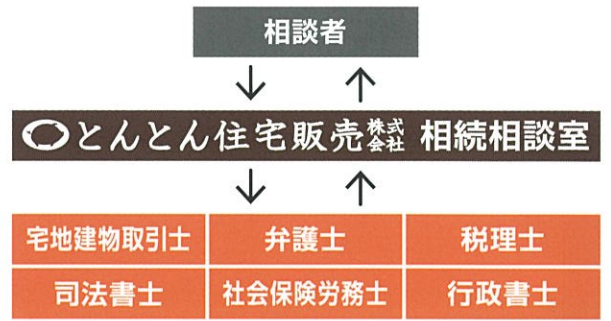 相談者
とんとん住宅販売株式会社 相続相談室
宅地建物取引士 弁護士 税理士
司法書士 社会保険労務士 行政書士